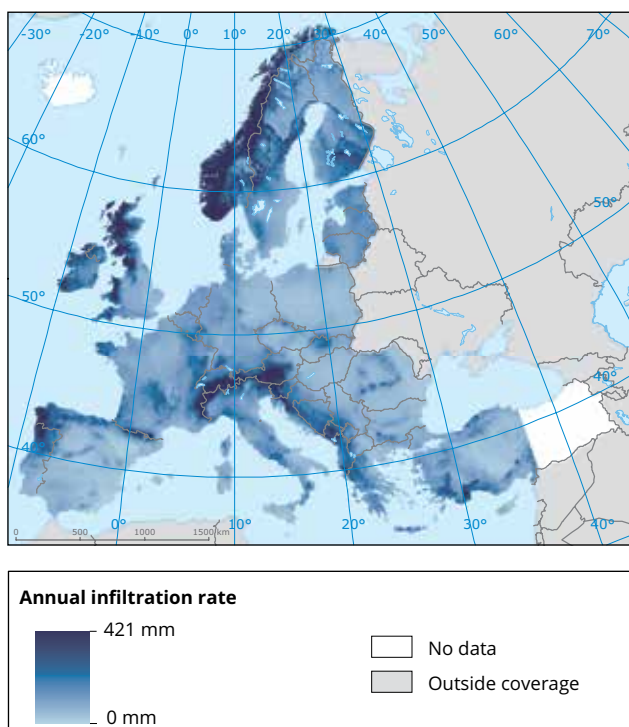 -30° -20° -10° 0° 10° 20° 30° 40° 50° 60° 70°
60°
50°
50°
40°
40°
0° 10° 20° 30° 40°
0 500 1000 1500 km
Annual infiltration rate
421 mm
0 mm
No data
Outside coverage